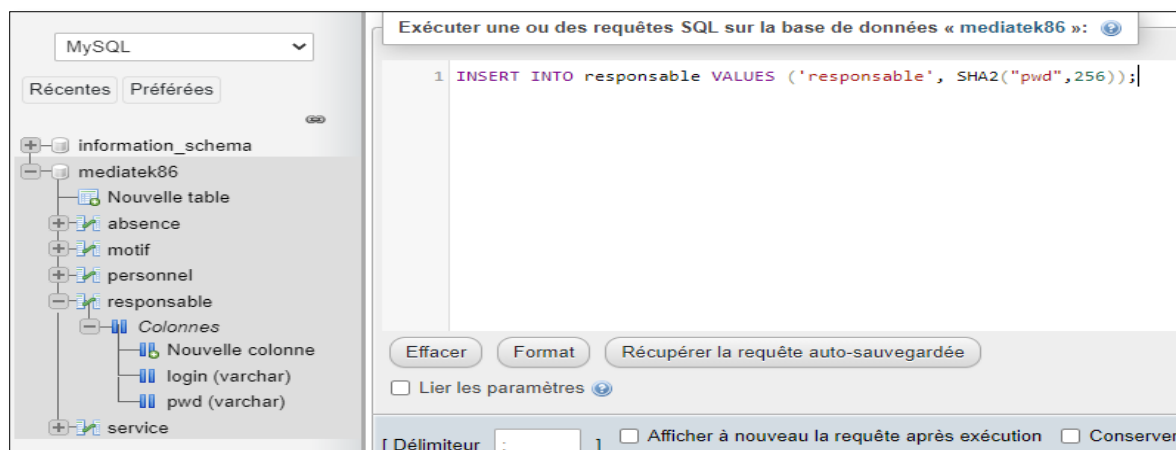 MySQL
Récentes Préférées
information_schema
mediatek86
Nouvelle table
absence
motif
personnel
responsable
Colonnes
Nouvelle colonne
login (varchar)
pwd (varchar)
service
Exécuter une ou des requêtes SQL sur la base de données « mediatek86 »:
1 INSERT INTO responsable VALUES ('responsable', SHA2("pwd",256));
Effacer Format Récupérer la requête auto-sauvegardée
Lier les paramètres
[ Délimiteur ; ] Afficher à nouveau la requête après exécution Conserver